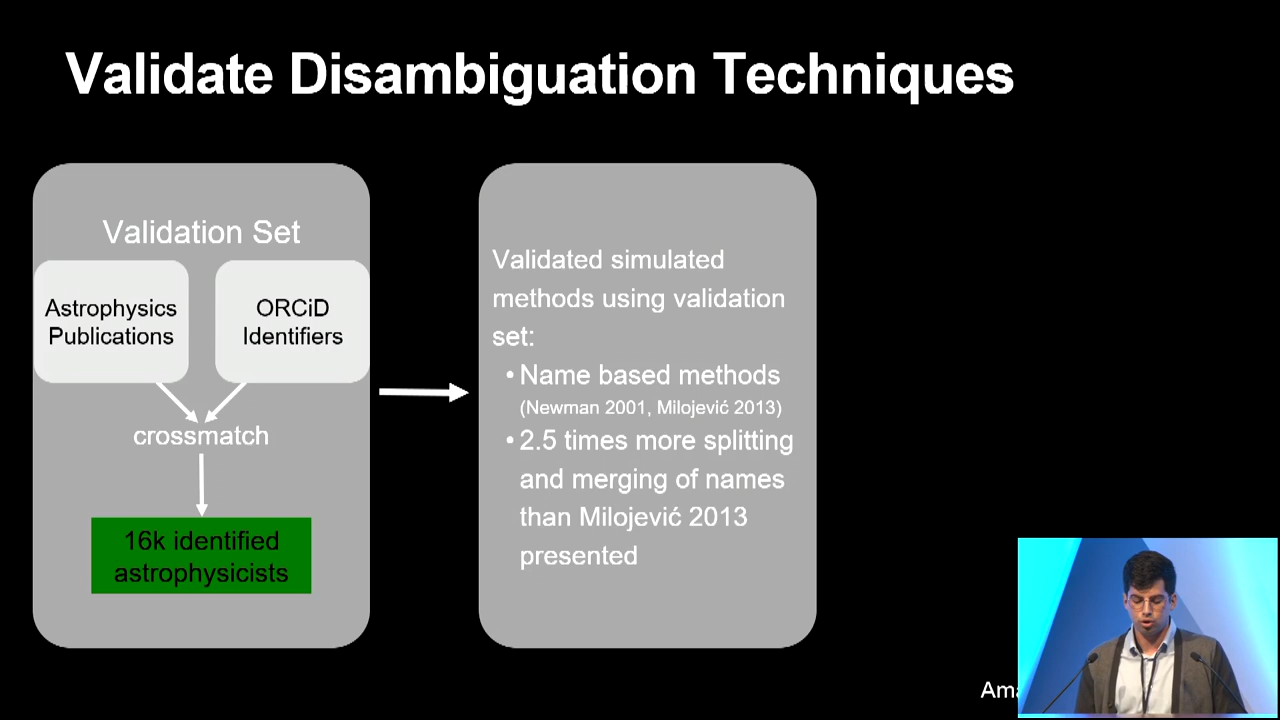 Validate Disambiguation Techniques
Validation Set
Astrophysics
Publications
ORCiD
Identifiers
crossmatch
16k identified
astrophysicists
Validated simulated
methods using validation
set:
• Name based methods
(Newman 2001, Milojević 2013)
• 2.5 times more splitting
and merging of names
than Milojević 2013
presented